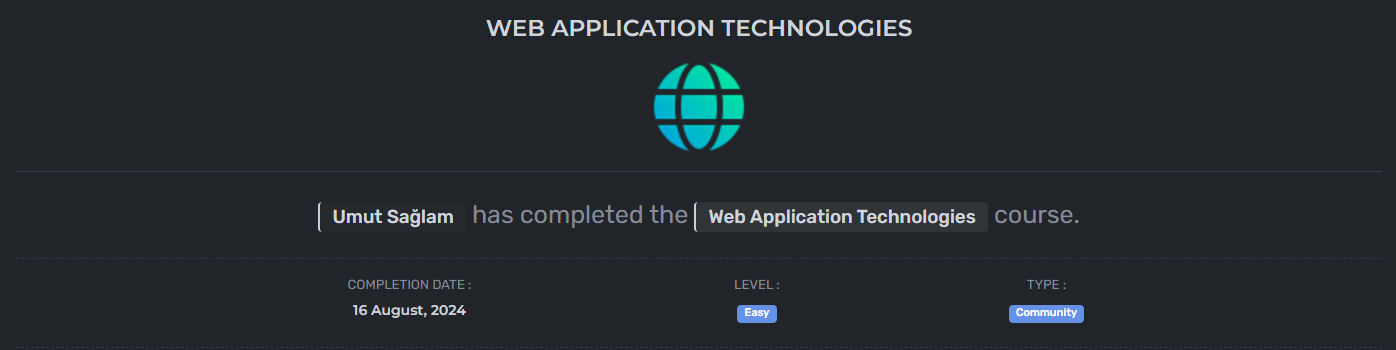 WEB APPLICATION TECHNOLOGIES
Umut Sağlam has completed the Web Application Technologies course.
COMPLETION DATE : LEVEL : TYPE :
16 August, 2024 Easy Community